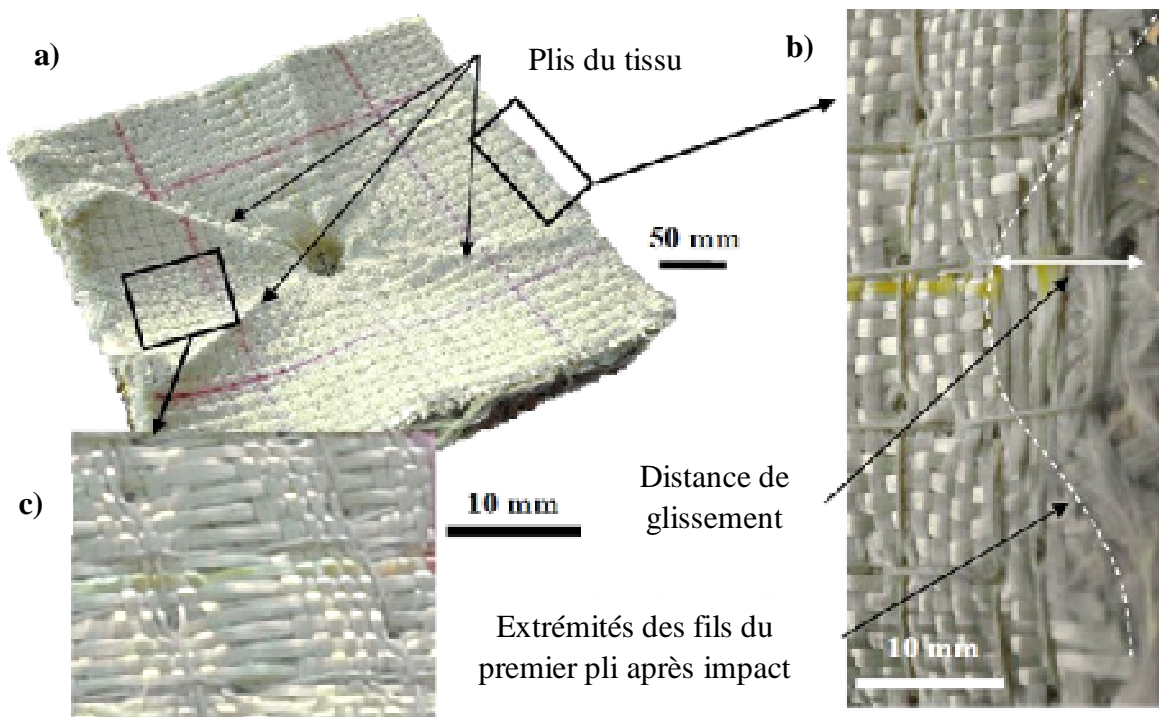 a)
Plis du tissu
b)
50 mm
c)
10 mm
Distance de
glissement
Extrémités des fils du
premier pli après impact
10 mm